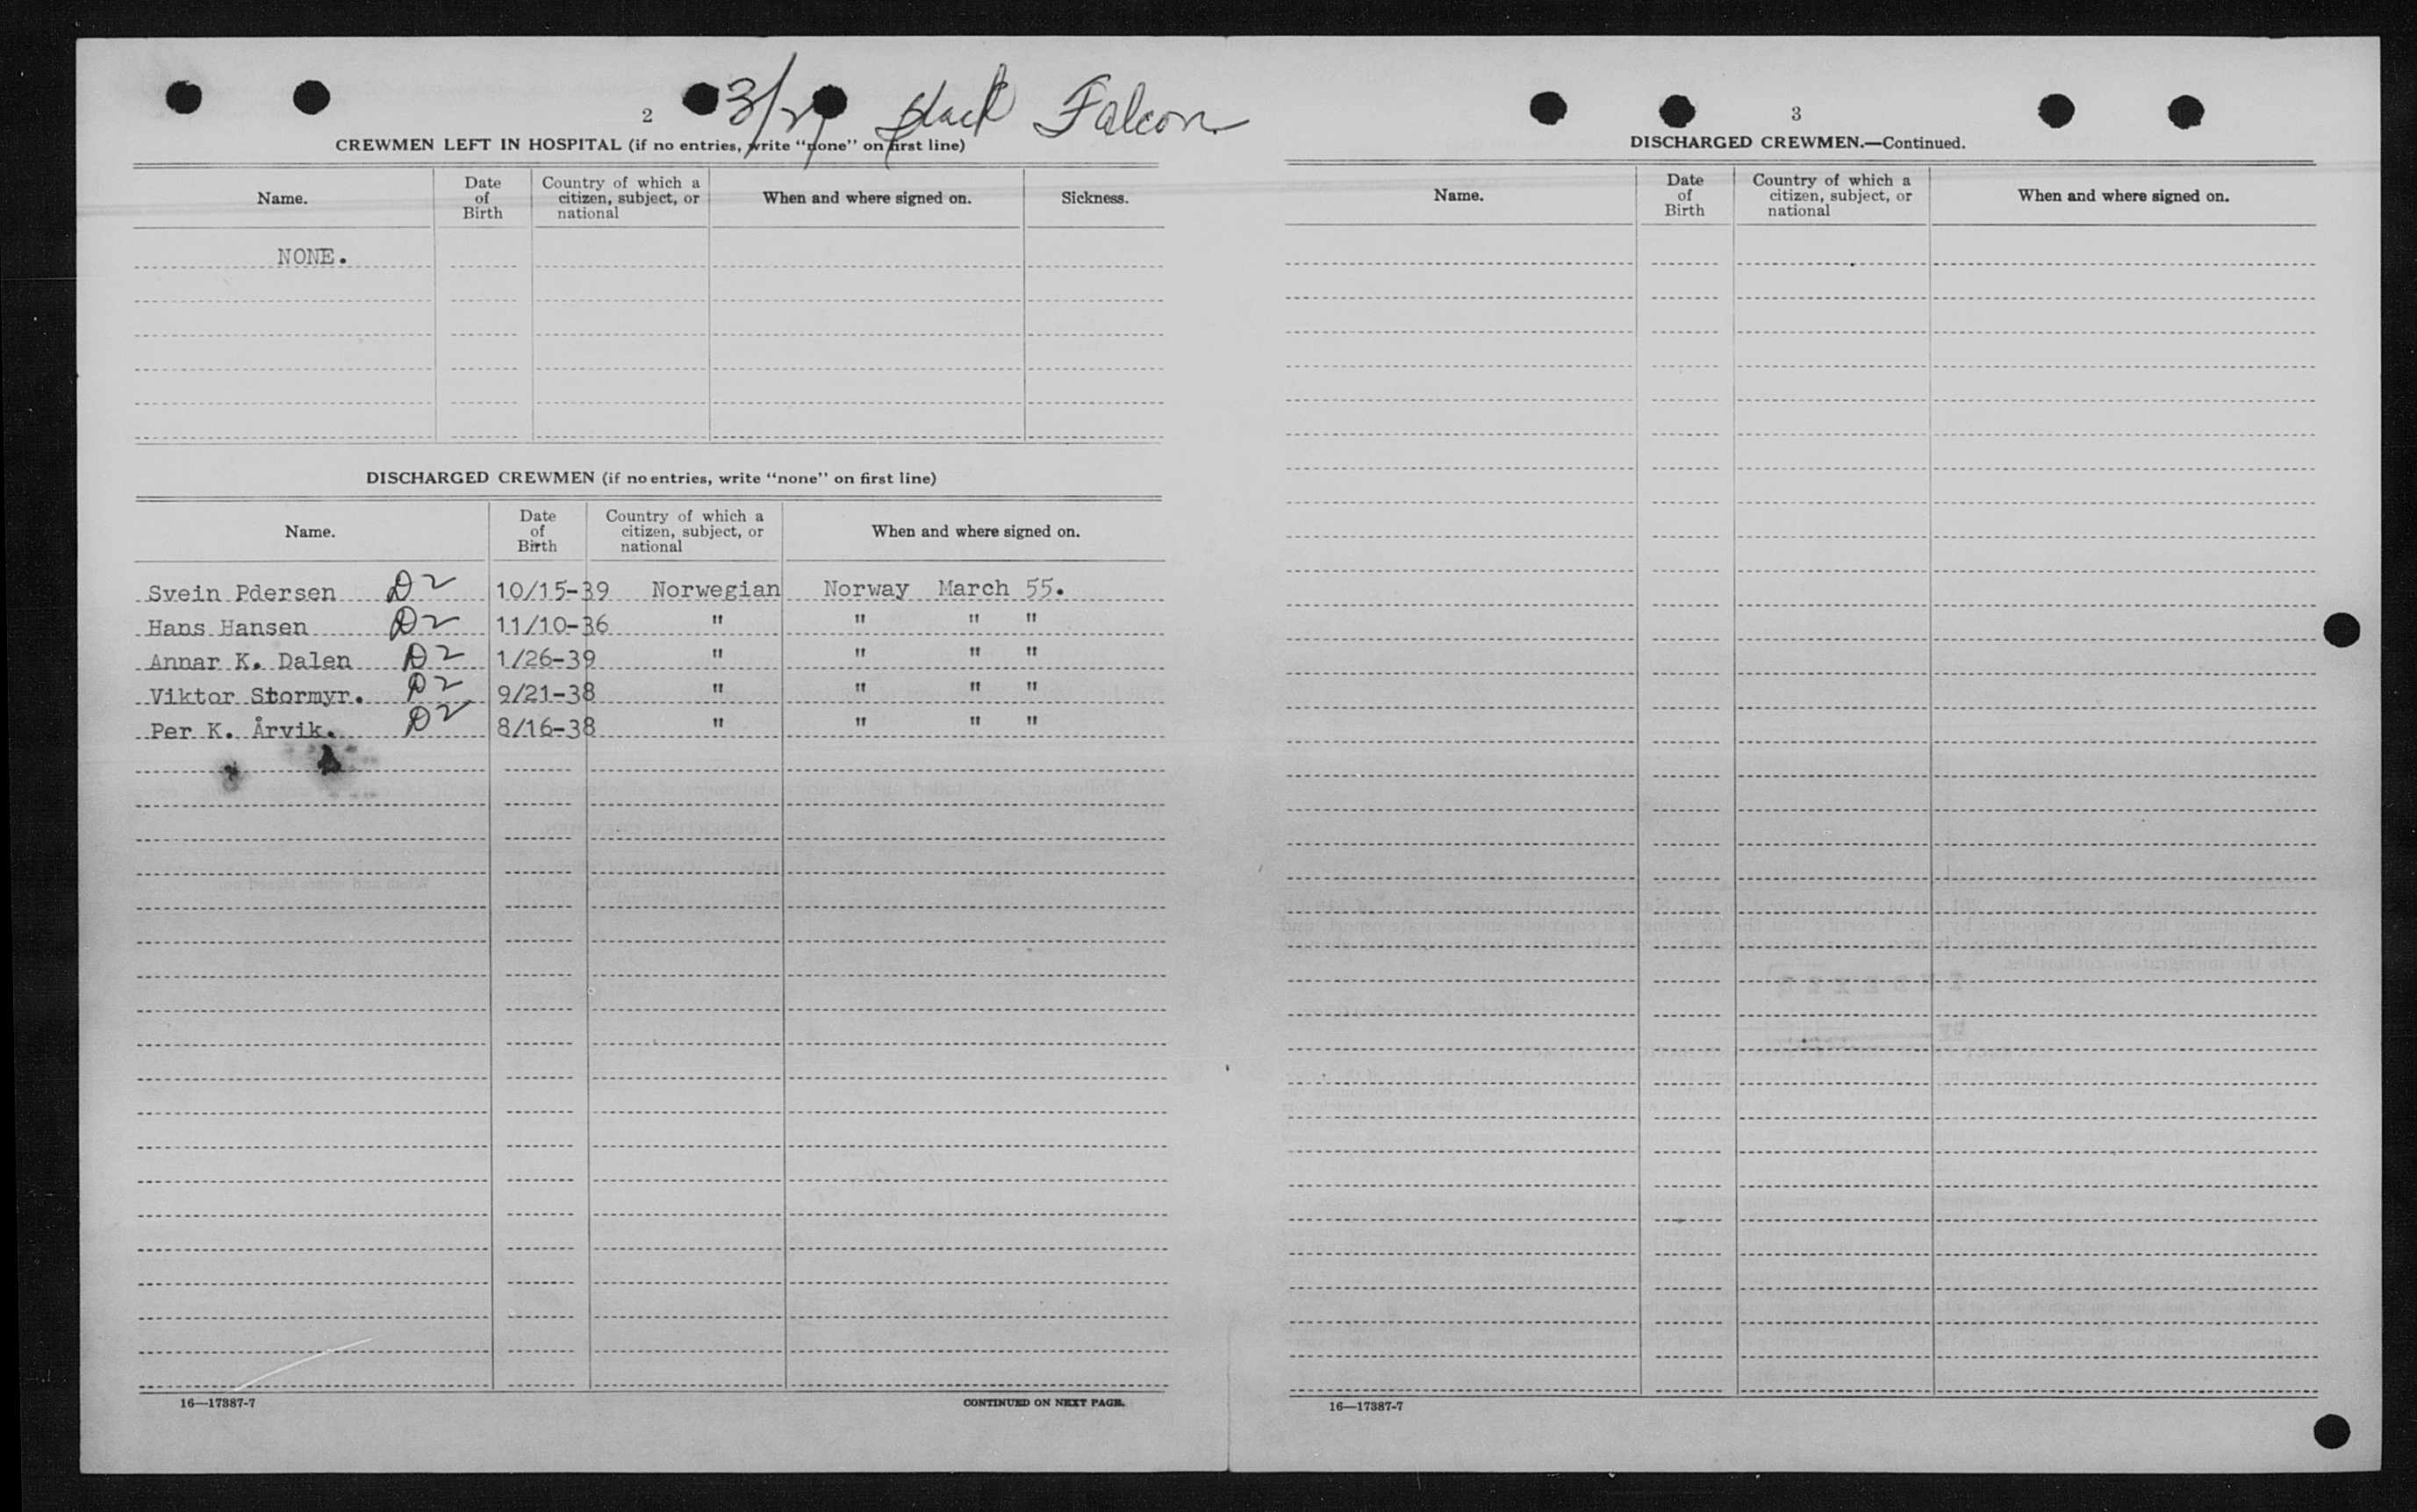 2
3/27 Black Falcon
CREWMEN LEFT IN HOSPITAL (if no entries, write "none" on first line)
Name. Date of Birth Country of which a citizen, subject, or national When and where signed on. Sickness.
NONE.
DISCHARGED CREWMEN (if no entries, write "none" on first line)
Name. Date of Birth Country of which a citizen, subject, or national When and where signed on.
Svein Pdersen D2 10/15-39 Norwegian Norway March 55.
Hans Hansen D2 11/10-36 " " " "
Annar K. Dalen D2 1/26-39 " " " "
Viktor Stormyr. D2 9/21-38 " " " "
Per K. Årvik. D2 8/16-38 " " " "
16—17387-7 CONTINUED ON NEXT PAGE.
3
DISCHARGED CREWMEN.—Continued.
Name. Date of Birth Country of which a citizen, subject, or national When and where signed on.
16—17387-7